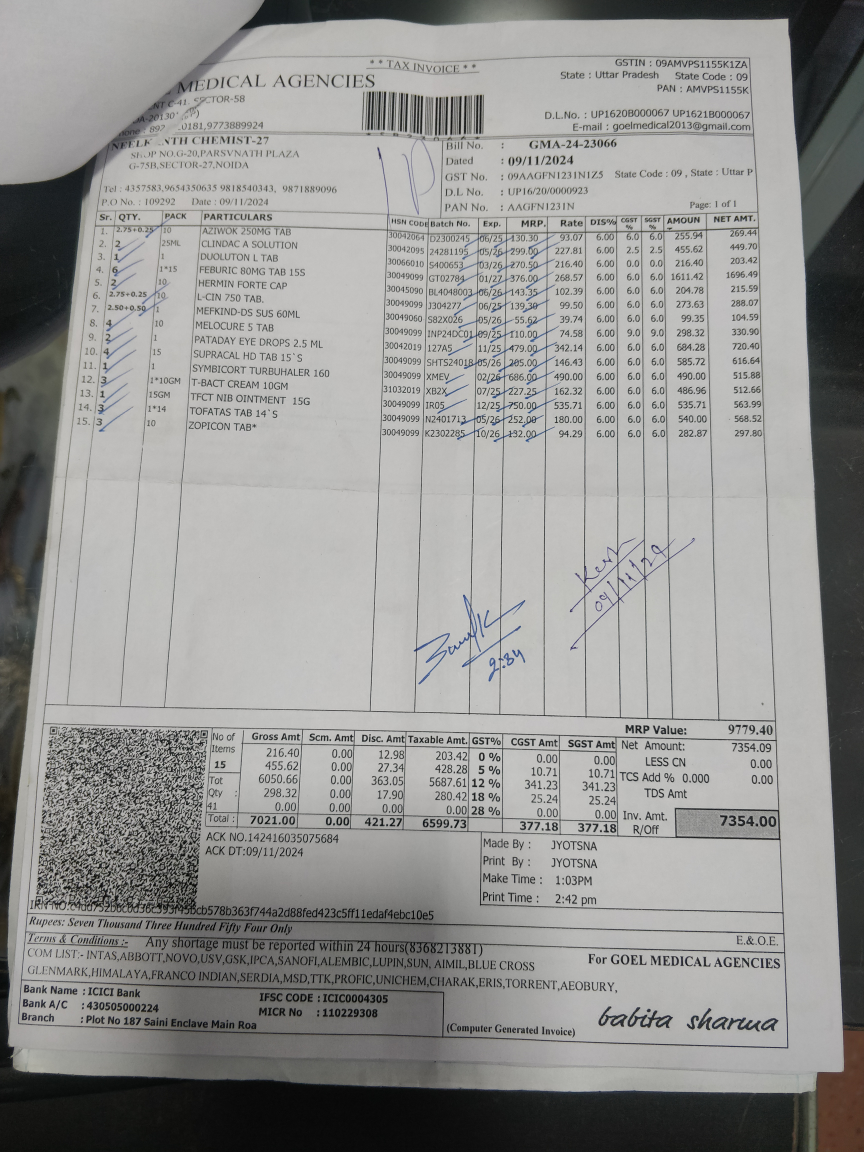 ** TAX INVOICE **
MEDICAL AGENCIES
C-41, SECTOR-58
0181,9773889924
GSTIN : 09AMVPS1155K1ZA
State : Uttar Pradesh State Code : 09
PAN : AMVPS1155K
D.L.No. : UP1620B000067 UP1621B000067
E-mail : goelmedical2013@gmail.com
NTH CHEMIST-27
SHOP NO.G-20,PARSVNATH PLAZA
G-75B,SECTOR-27,NOIDA
Tel : 4357583,9654350635 9818540343, 9871889096
P.O No. : 109292 Date : 09/11/2024
Bill No. : GMA-24-23066
Dated : 09/11/2024
GST No. : 09AAGFN1231N1Z5 State Code : 09 , State : Uttar P
D.L No. : UP16/20/0000923
PAN No. : AAGFN1231N Page: 1 of 1
Sr. QTY. PACK PARTICULARS HSN CODE Batch No. Exp. MRP. Rate DIS% CGST % SGST % AMOUN NET AMT.
1. 2.75+0.25 10 AZIWOK 250MG TAB 30042064 D2300245 06/25 130.30 93.07 6.00 6.0 6.0 255.94 269.44
2. 2 25ML CLINDAC A SOLUTION 30042095 24281195 05/26 299.00 227.81 6.00 2.5 2.5 455.62 449.70
3. 1 1 DUOLUTON L TAB 30066010 S400653 03/26 270.50 216.40 6.00 0.0 0.0 216.40 203.42
4. 6 1*15 FEBURIC 80MG TAB 15S 30049099 GT02784 01/27 376.00 268.57 6.00 6.0 6.0 1611.42 1696.49
5. 2 10 HERMIN FORTE CAP 30045090 BL4048003 06/26 143.35 102.39 6.00 6.0 6.0 204.78 215.59
6. 2.75+0.25 10 L-CIN 750 TAB. 30049099 J304277 06/26 139.30 99.50 6.00 6.0 6.0 273.63 288.07
7. 2.50+0.50 1 MEFKIND-DS SUS 60ML 30049060 S82X026 05/26 55.62 39.74 6.00 6.0 6.0 99.35 104.59
8. 4 10 MELOCURE 5 TAB 30049099 INP24DC01 09/25 110.00 74.58 6.00 9.0 9.0 298.32 330.90
9. 2 1 PATADAY EYE DROPS 2.5 ML 30042019 127A5 11/25 479.00 342.14 6.00 6.0 6.0 684.28 720.40
10. 4 15 SUPRACAL HD TAB 15`S 30049099 SHTS24018 05/26 205.00 146.43 6.00 6.0 6.0 585.72 616.64
11. 1 1 SYMBICORT TURBUHALER 160 30049099 XMEV 02/26 686.00 490.00 6.00 6.0 6.0 490.00 515.88
12. 3 1*10GM T-BACT CREAM 10GM 31032019 XB2X 07/25 227.25 162.32 6.00 6.0 6.0 486.96 512.66
13. 1 15GM TFCT NIB OINTMENT 15G 30049099 IR05 12/25 750.00 535.71 6.00 6.0 6.0 535.71 563.99
14. 3 1*14 TOFATAS TAB 14`S 30049099 N2401713 05/26 252.00 180.00 6.00 6.0 6.0 540.00 568.52
15. 3 10 ZOPICON TAB* 30049099 K2302285 10/26 132.00 94.29 6.00 6.0 6.0 282.87 297.80
09/11/24
2:34
MRP Value: 9779.40
No of Items 15 Tot Qty : 41
Gross Amt Scm. Amt Disc. Amt Taxable Amt. GST% CGST Amt SGST Amt
216.40 0.00 12.98 203.42 0 % 0.00 0.00
455.62 0.00 27.34 428.28 5 % 10.71 10.71
6050.66 0.00 363.05 5687.61 12 % 341.23 341.23
298.32 0.00 17.90 280.42 18 % 25.24 25.24
0.00 0.00 0.00 0.00 28 % 0.00 0.00
Total : 7021.00 0.00 421.27 6599.73 377.18 377.18
Net Amount: 7354.09
LESS CN 0.00
TCS Add % 0.000 0.00
TDS Amt
Inv. Amt. R/Off 7354.00
ACK NO.142416035075684
ACK DT:09/11/2024
Made By : JYOTSNA
Print By : JYOTSNA
Make Time : 1:03PM
Print Time : 2:42 pm
Rupees: Seven Thousand Three Hundred Fifty Four Only
E.&O.E.
Terms & Conditions :- Any shortage must be reported within 24 hours(8368213881)
COM LIST:- INTAS,ABBOTT,NOVO,USV,GSK,IPCA,SANOFI,ALEMBIC,LUPIN,SUN, AIMIL,BLUE CROSS
GLENMARK,HIMALAYA,FRANCO INDIAN,SERDIA,MSD,TTK,PROFIC,UNICHEM,CHARAK,ERIS,TORRENT,AEOBURY,
For GOEL MEDICAL AGENCIES
Bank Name : ICICI Bank
Bank A/C : 430505000224
Branch : Plot No 187 Saini Enclave Main Roa
IFSC CODE : ICIC0004305
MICR No : 110229308
(Computer Generated Invoice)
babita sharma